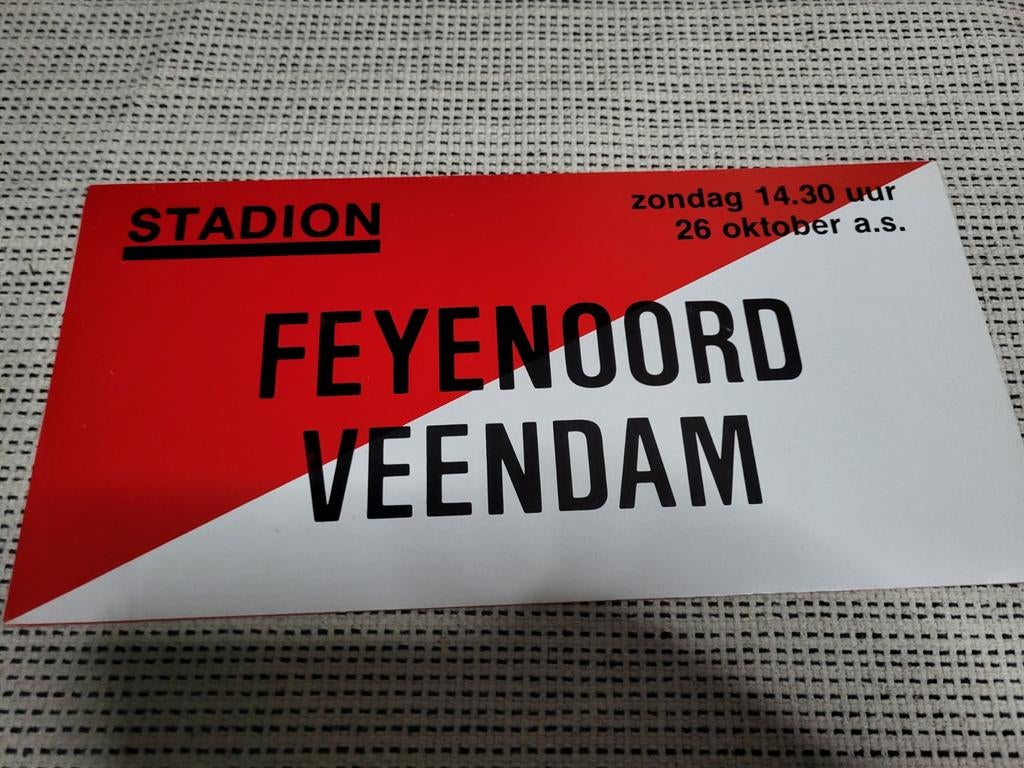 STADION
zondag 14.30 uur
26 oktober a.s.
FEYENOORD
VEENDAM